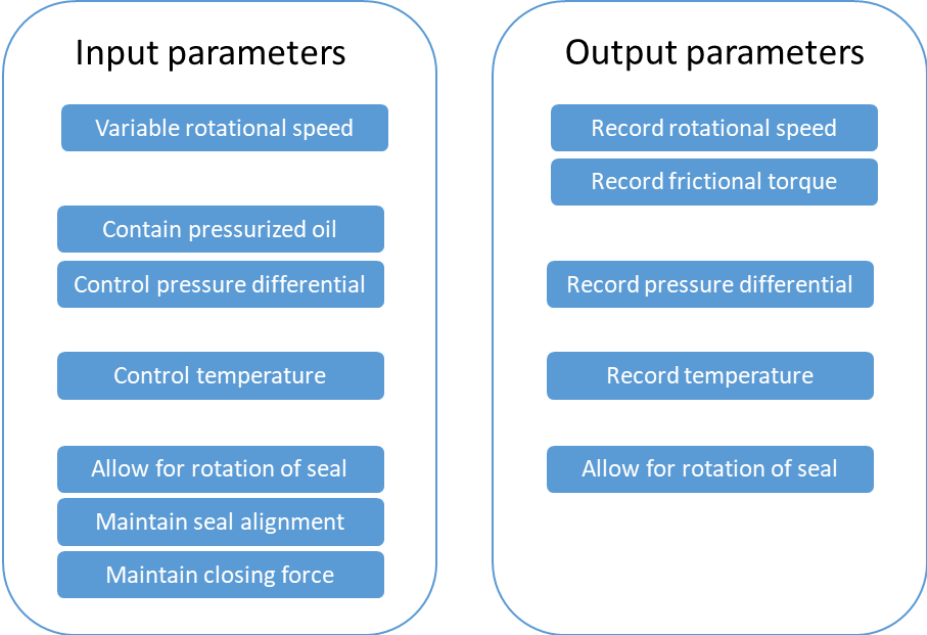 Input parameters
Variable rotational speed
Contain pressurized oil
Control pressure differential
Control temperature
Allow for rotation of seal
Maintain seal alignment
Maintain closing force
Output parameters
Record rotational speed
Record frictional torque
Record pressure differential
Record temperature
Allow for rotation of seal